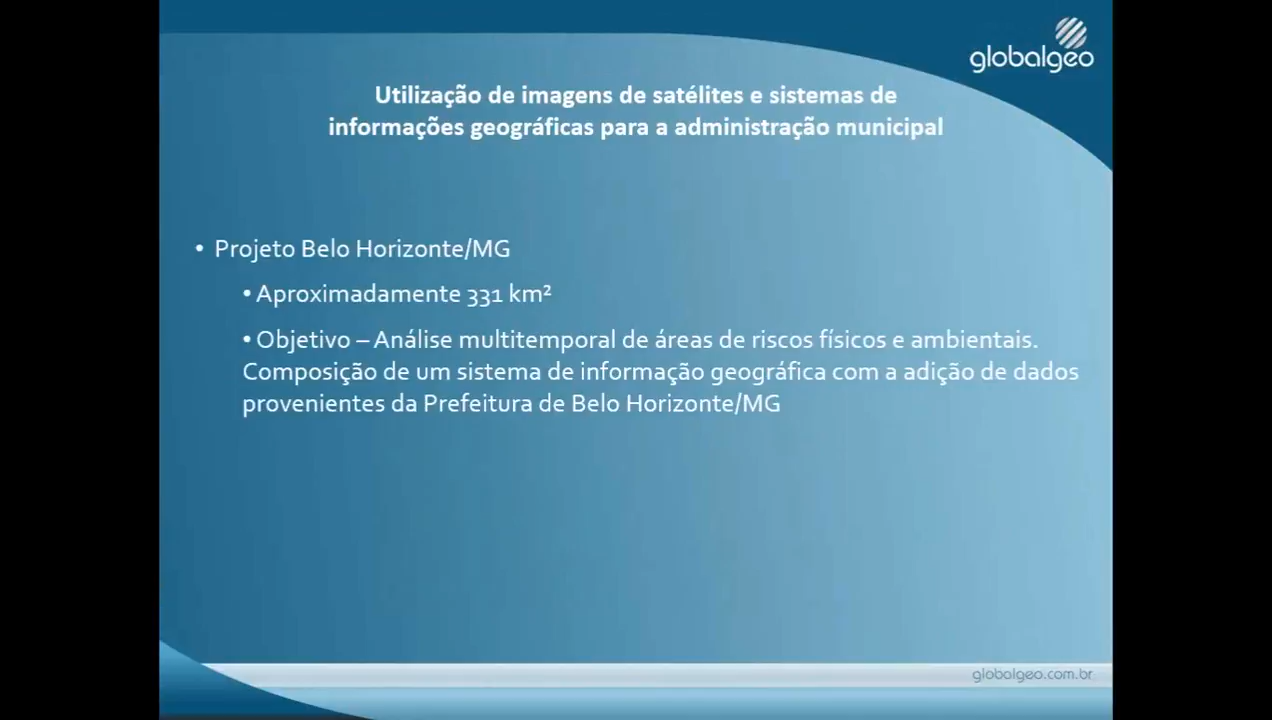 globalgeo
Utilização de imagens de satélites e sistemas de
informações geográficas para a administração municipal
• Projeto Belo Horizonte/MG
• Aproximadamente 331 km²
• Objetivo – Análise multitemporal de áreas de riscos físicos e ambientais.
Composição de um sistema de informação geográfica com a adição de dados
provenientes da Prefeitura de Belo Horizonte/MG
globalgeo.com.br